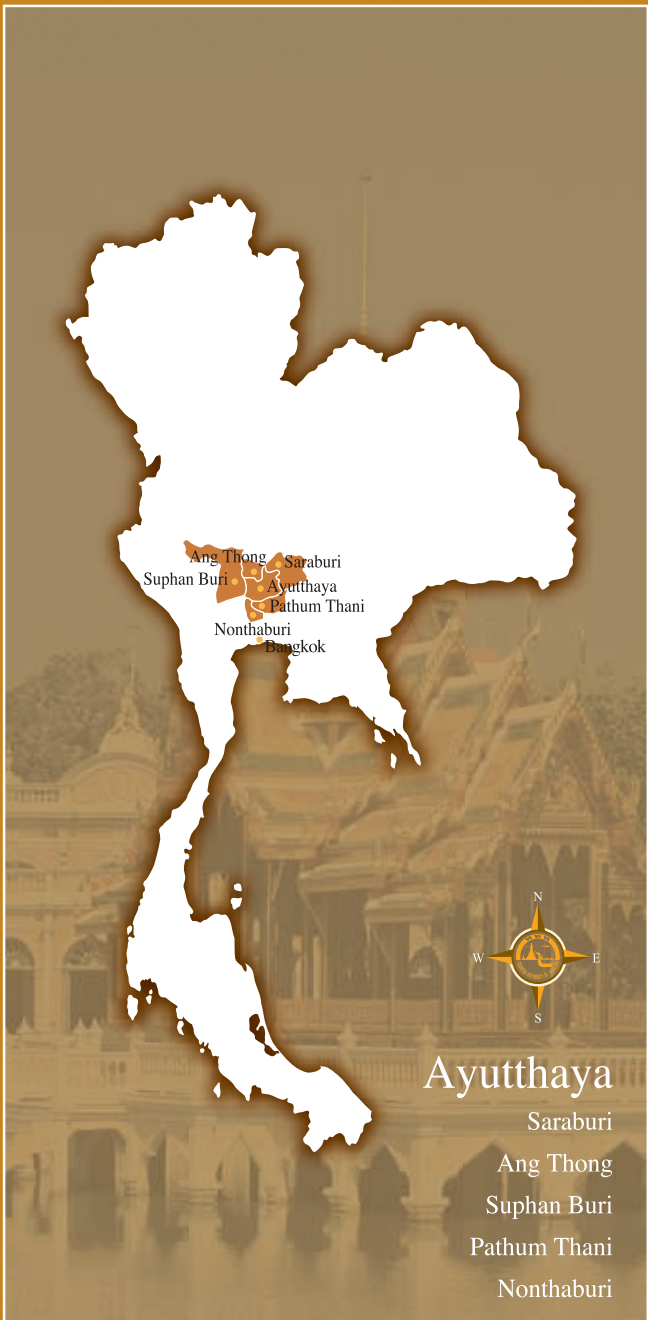 Ang Thong
Saraburi
Suphan Buri
Ayutthaya
Pathum Thani
Nonthaburi
Bangkok
N
W
E
S
Ayutthaya
Saraburi
Ang Thong
Suphan Buri
Pathum Thani
Nonthaburi